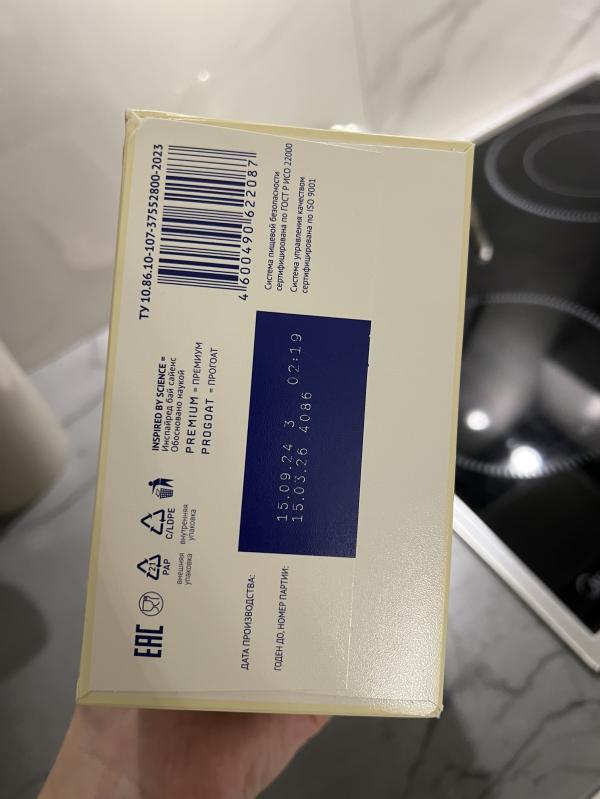 ТУ 10.86.10-107-37552800-2023
4 600490 622087
Система пищевой безопасности
сертифицирована по ГОСТ Р ИСО 22000
Система управления качеством
сертифицирована по ISO 9001
INSPIRED BY SCIENCE =
Инспайред бай сайенс
Обосновано наукой
PREMIUM = ПРЕМИУМ
PROGOAT = ПРОГОАТ
EAC
21
PAP
внешняя
упаковка
C/LDPE
внутренняя
упаковка
ДАТА ПРОИЗВОДСТВА:
15.09.24 3 02:19
ГОДЕН ДО, НОМЕР ПАРТИИ:
15.03.26 4086